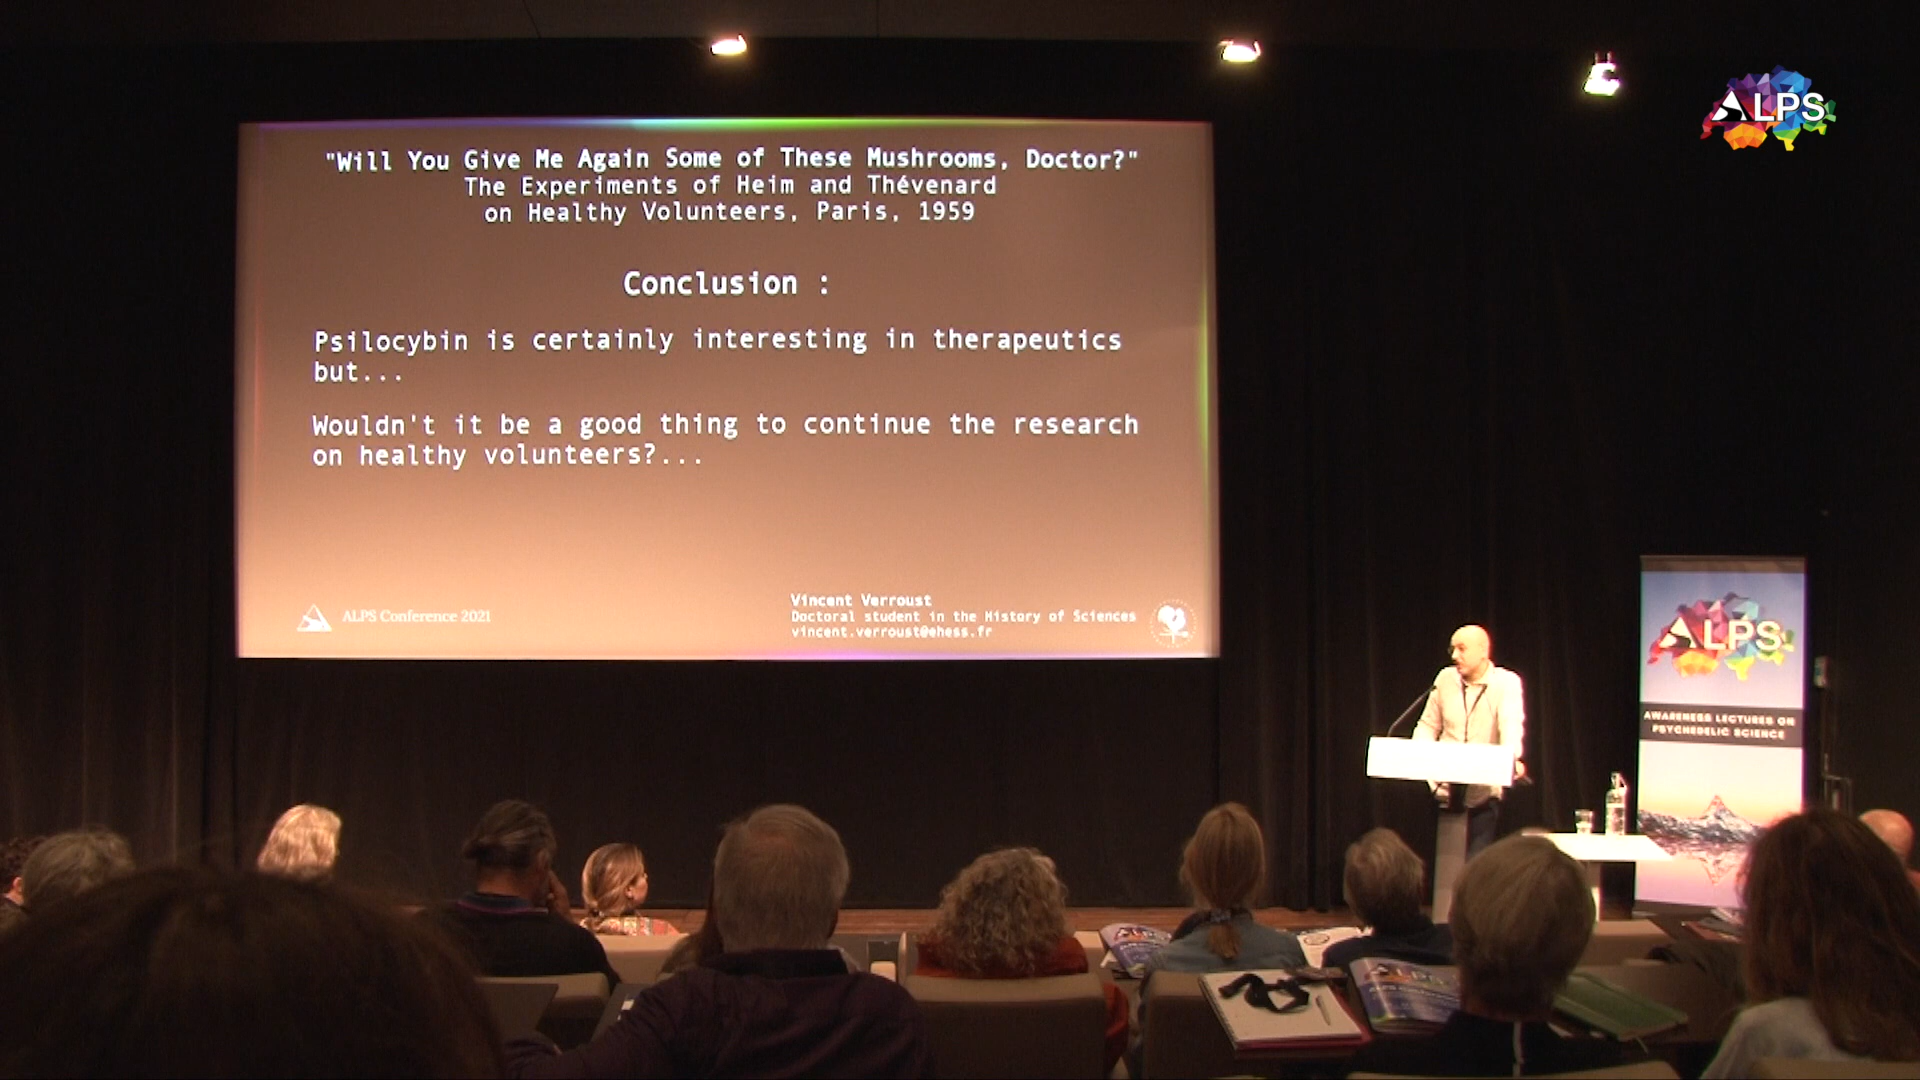 ALPS
"Will You Give Me Again Some of These Mushrooms, Doctor?"
The Experiments of Heim and Thévenard
on Healthy Volunteers, Paris, 1959
Conclusion :
Psilocybin is certainly interesting in therapeutics
but...
Wouldn't it be a good thing to continue the research
on healthy volunteers?...
ALPS Conference 2021
Vincent Verroust
Doctoral student in the History of Sciences
vincent.verroust@ehess.fr
ALPS
AWARENESS LECTURES ON
PSYCHEDELIC SCIENCE